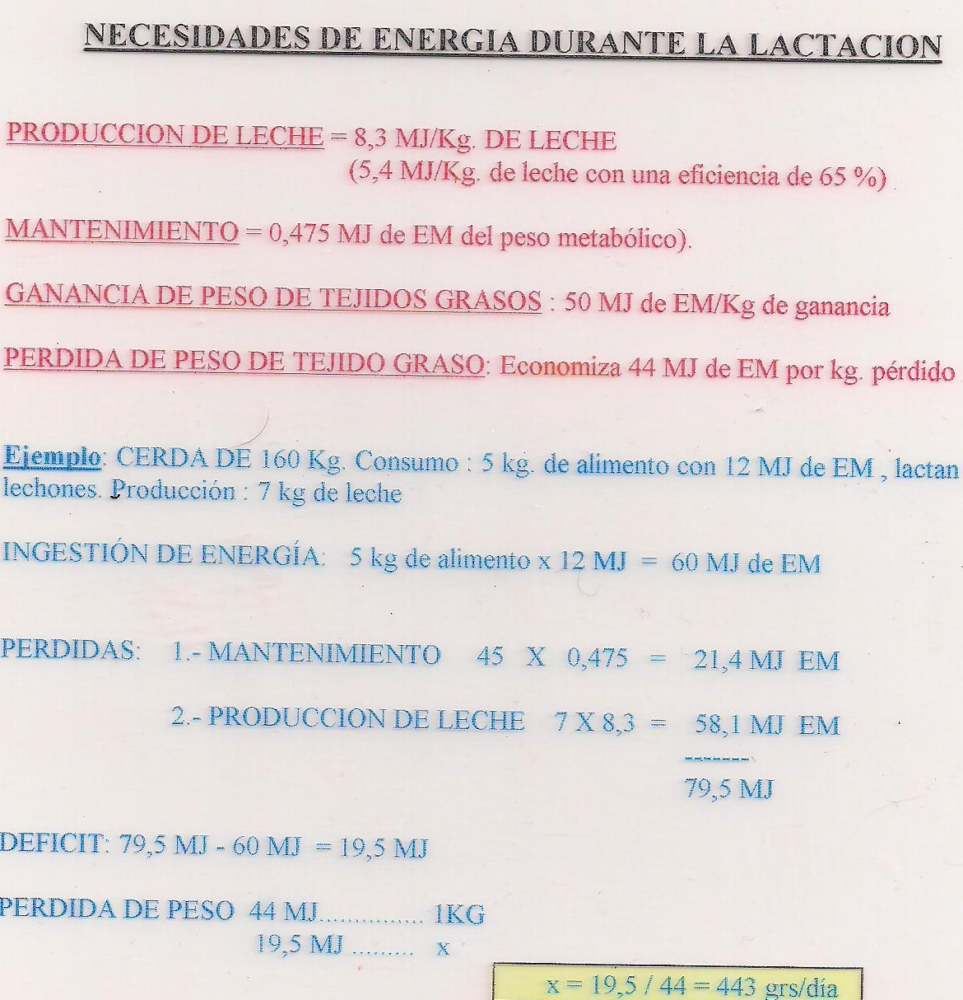 NECESIDADES DE ENERGIA DURANTE LA LACTACION
PRODUCCION DE LECHE = 8,3 MJ/Kg. DE LECHE
(5,4 MJ/Kg. de leche con una eficiencia de 65 %)
MANTENIMIENTO = 0,475 MJ de EM del peso metabólico).
GANANCIA DE PESO DE TEJIDOS GRASOS : 50 MJ de EM/Kg de ganancia
PERDIDA DE PESO DE TEJIDO GRASO: Economiza 44 MJ de EM por kg. pérdido
Ejemplo: CERDA DE 160 Kg. Consumo : 5 kg. de alimento con 12 MJ de EM , lactan
lechones. Producción : 7 kg de leche
INGESTIÓN DE ENERGÍA: 5 kg de alimento x 12 MJ = 60 MJ de EM
PERDIDAS: 1.- MANTENIMIENTO 45 X 0,475 = 21,4 MJ EM
2.- PRODUCCION DE LECHE 7 X 8,3 = 58,1 MJ EM
-----------
79,5 MJ
DEFICIT: 79,5 MJ - 60 MJ = 19,5 MJ
PERDIDA DE PESO 44 MJ............... 1KG
19,5 MJ ......... x
x = 19,5 / 44 = 443 grs/día